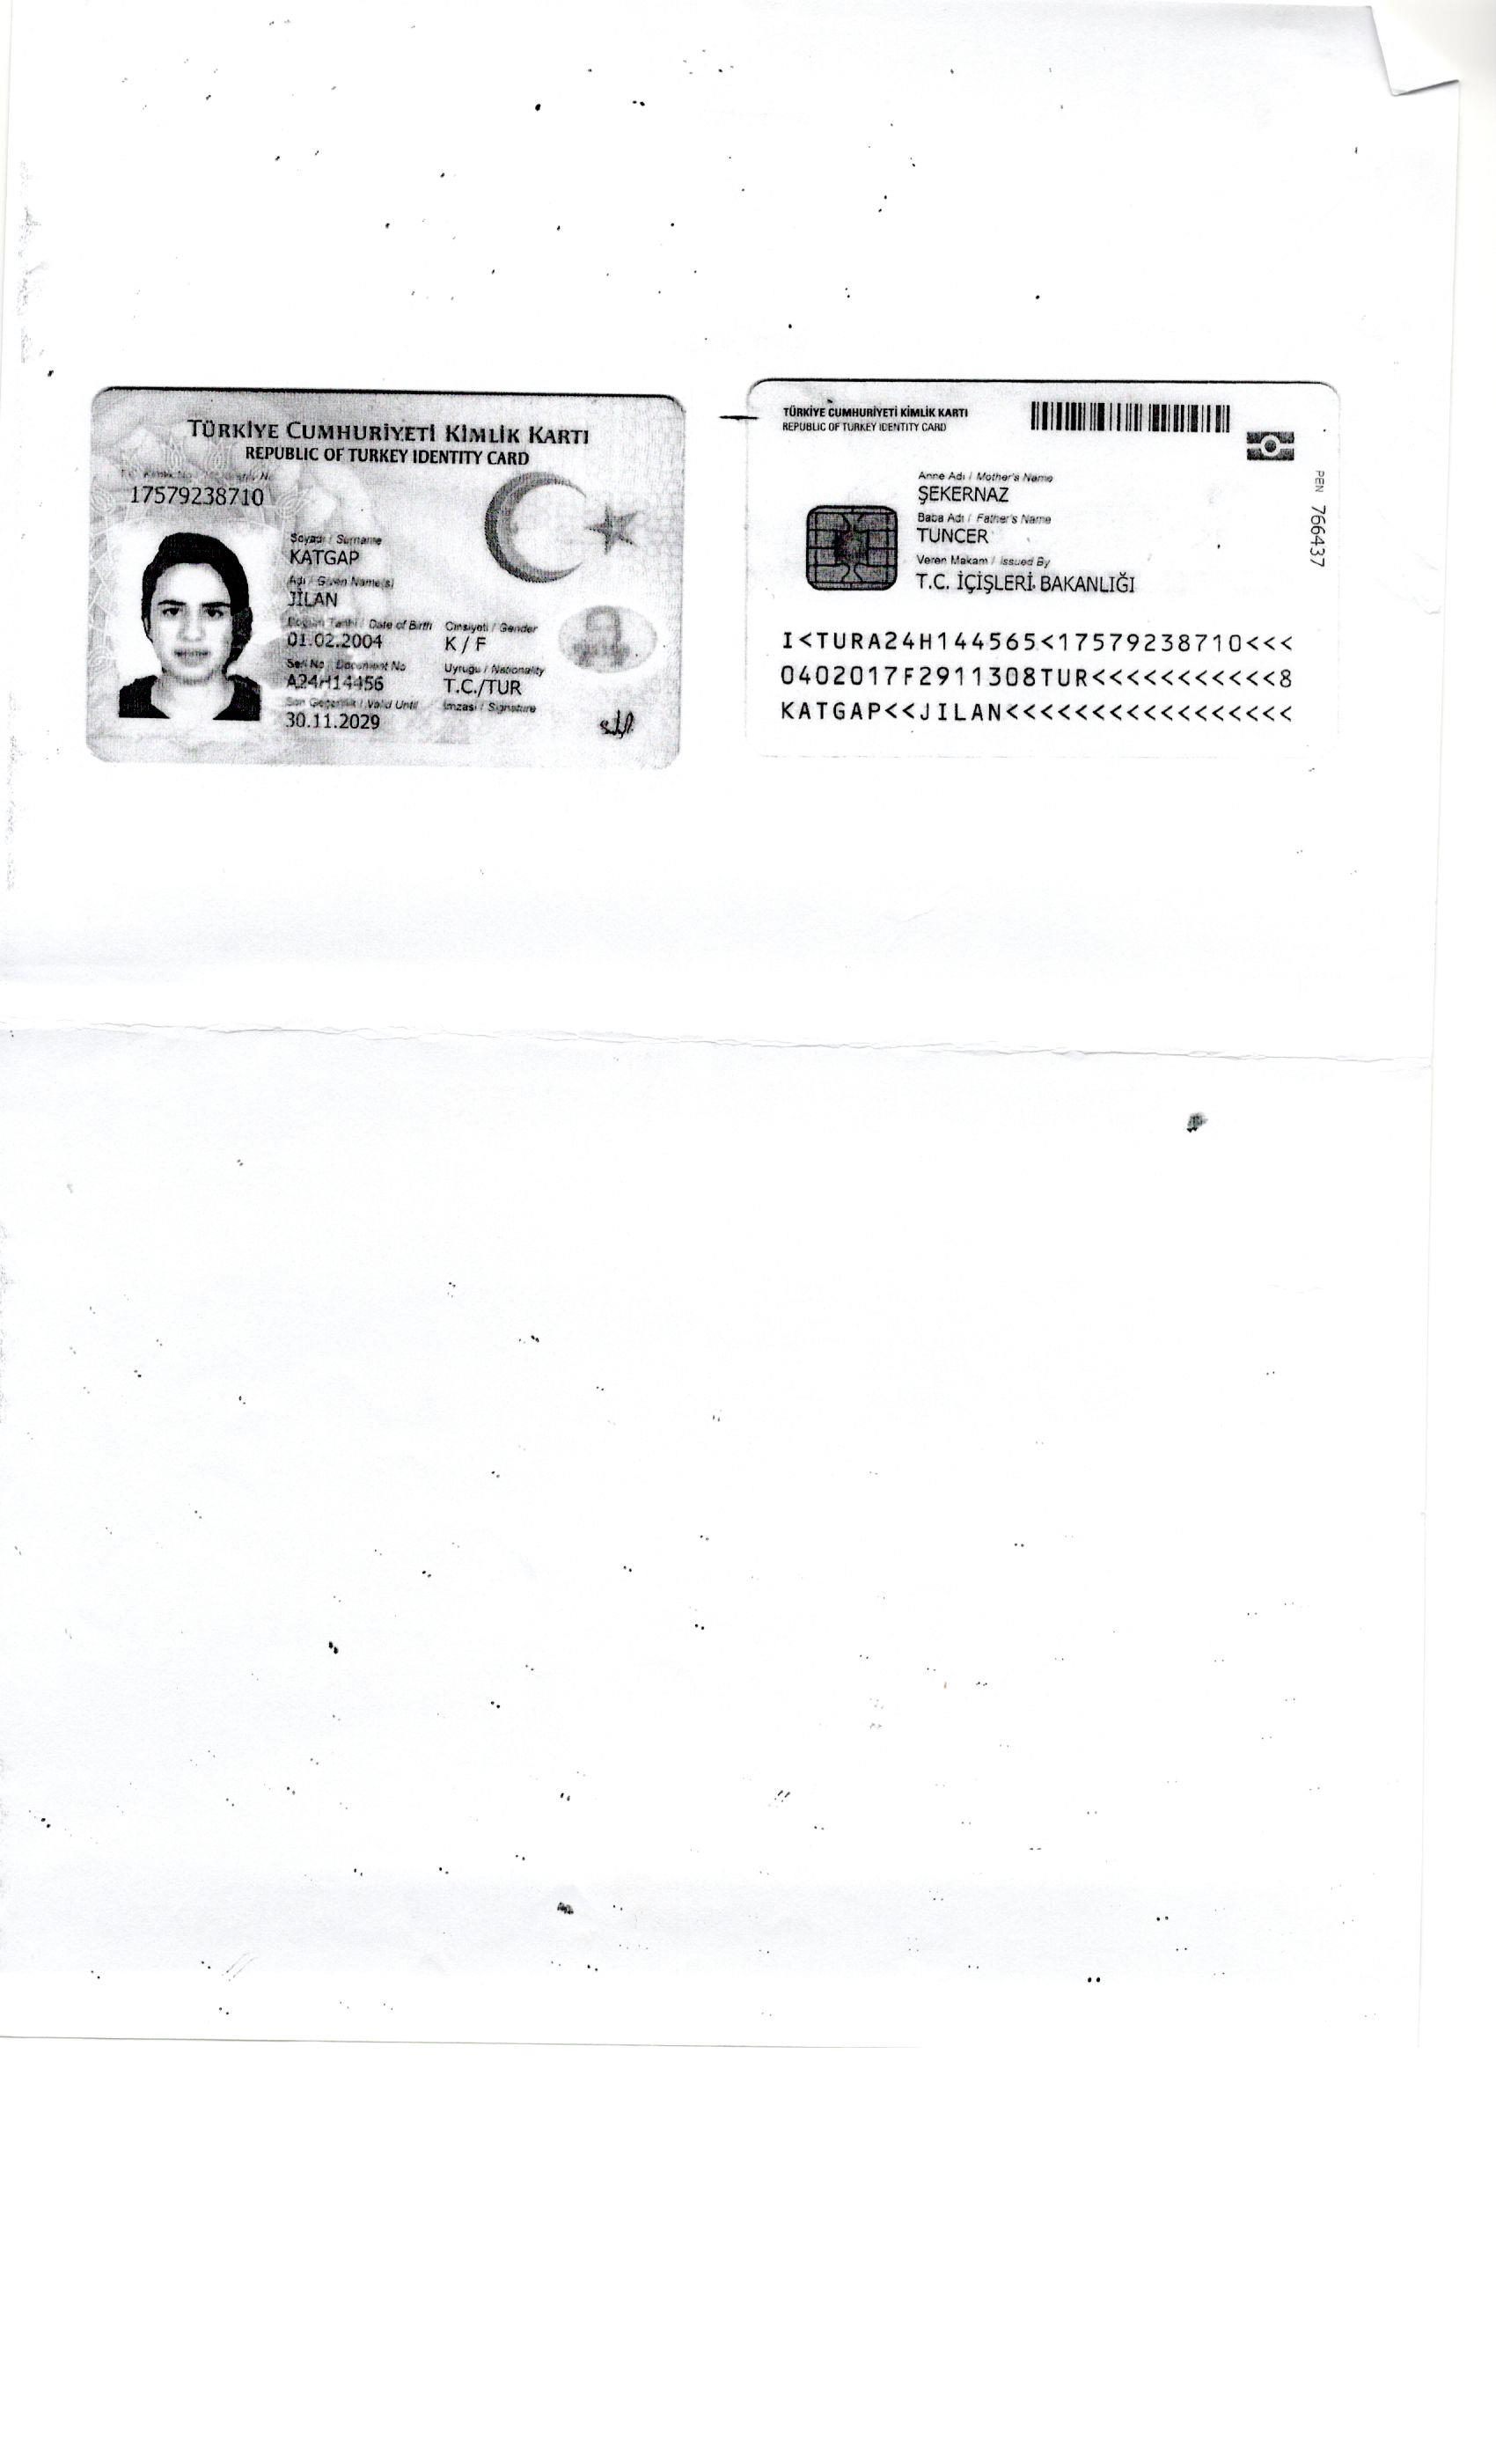 TÜRKİYE CUMHURİYETİ KİMLİK KARTI
REPUBLIC OF TURKEY IDENTITY CARD
17579238710
Soyadı / Surname
KATGAP
Adı / Given Name(s)
JİLAN
Doğum Tarihi / Date of Birth Cinsiyeti / Gender
01.02.2004 K / F
Seri No / Document No Uyruğu / Nationality
A24H14456 T.C./TUR
Son Geçerlilik / Valid Until İmzası / Signature
30.11.2029
TÜRKİYE CUMHURİYETİ KİMLİK KARTI
REPUBLIC OF TURKEY IDENTITY CARD
Anne Adı / Mother's Name
ŞEKERNAZ
Baba Adı / Father's Name
TUNCER
Veren Makam / Issued By
T.C. İÇİŞLERİ BAKANLIĞI
PEN 766437
I<TURA24H144565<17579238710<<<
0402017F2911308TUR<<<<<<<<<<<8
KATGAP<<JILAN<<<<<<<<<<<<<<<<<